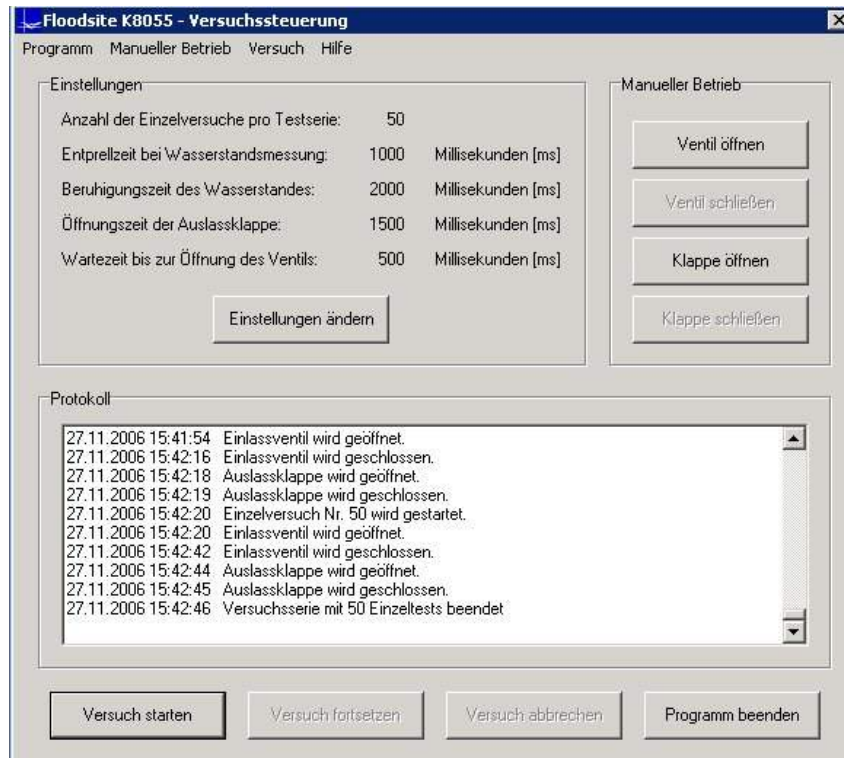 Floodsite K8055 - Versuchssteuerung
Programm Manueller Betrieb Versuch Hilfe
Einstellungen
Anzahl der Einzelversuche pro Testserie: 50
Entprellzeit bei Wasserstandsmessung: 1000 Millisekunden [ms]
Beruhigungszeit des Wasserstandes: 2000 Millisekunden [ms]
Öffnungszeit der Auslassklappe: 1500 Millisekunden [ms]
Wartezeit bis zur Öffnung des Ventils: 500 Millisekunden [ms]
Einstellungen ändern
Manueller Betrieb
Ventil öffnen
Ventil schließen
Klappe öffnen
Klappe schließen
Protokoll
27.11.2006 15:41:54 Einlassventil wird geöffnet.
27.11.2006 15:42:16 Einlassventil wird geschlossen.
27.11.2006 15:42:18 Auslassklappe wird geöffnet.
27.11.2006 15:42:19 Auslassklappe wird geschlossen.
27.11.2006 15:42:20 Einzelversuch Nr. 50 wird gestartet.
27.11.2006 15:42:20 Einlassventil wird geöffnet.
27.11.2006 15:42:42 Einlassventil wird geschlossen.
27.11.2006 15:42:44 Auslassklappe wird geöffnet.
27.11.2006 15:42:45 Auslassklappe wird geschlossen.
27.11.2006 15:42:46 Versuchsserie mit 50 Einzeltests beendet
Versuch starten
Versuch fortsetzen
Versuch abbrechen
Programm beenden